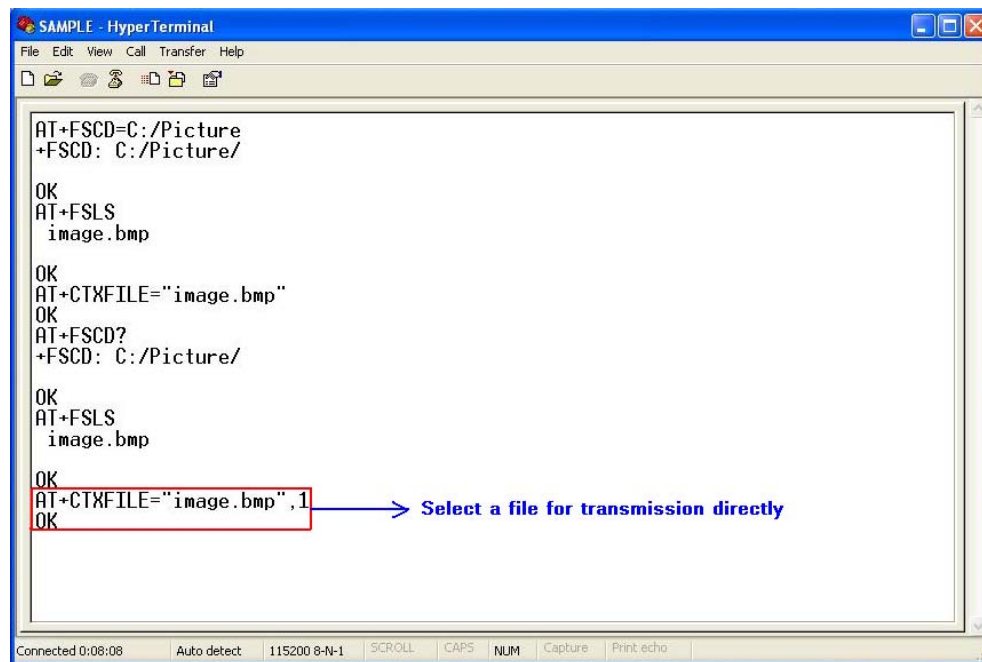 SAMPLE - HyperTerminal
File Edit View Call Transfer Help
AT+FSCD=C:/Picture
+FSCD: C:/Picture/
OK
AT+FSLS
image.bmp
OK
AT+CTXFILE="image.bmp"
OK
AT+FSCD?
+FSCD: C:/Picture/
OK
AT+FSLS
image.bmp
OK
AT+CTXFILE="image.bmp",1
OK
Select a file for transmission directly
Connected 0:08:08 Auto detect 115200 8-N-1 SCROLL CAPS NUM Capture Print echo